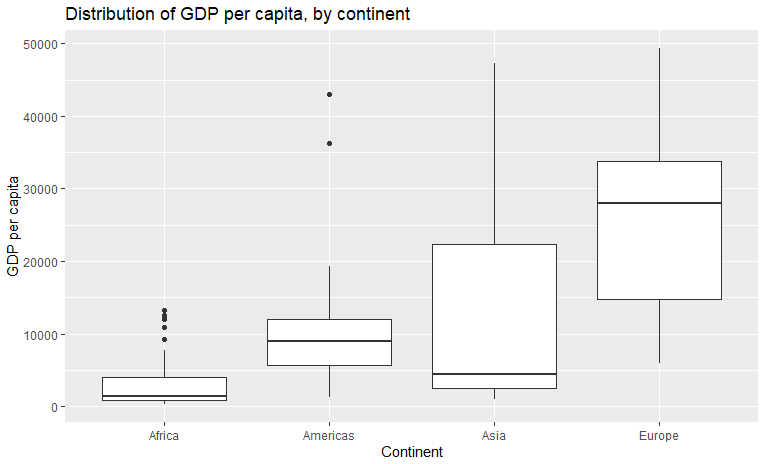 Distribution of GDP per capita, by continent
GDP per capita
50000
40000
30000
20000
10000
0
Africa
Americas
Asia
Europe
Continent